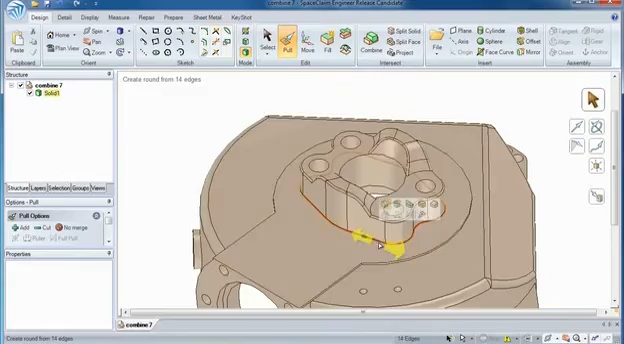 combine 7 - SpaceClaim Engineer Release Candidate
Design Detail Display Measure Repair Prepare Sheet Metal KeyShot
Paste
Home
Plan View
Spin
Pan
Zoom
Select
Pull
Move
Fill
Combine
Split Solid
Split Face
Project
File
Plane
Axis
Origin
Cylinder
Sphere
Equation
Shell
Offset
Mirror
Tangent
Align
Orient
Anchor
Gear
Clipboard Orient Sketch Mode Edit Intersect Insert Assembly
Structure
combine 7
Solid1
Structure Layers Selection Groups Views
Options - Pull
Pull Options
Add Cut No merge
Ruler Full Pull
Properties
Create round from 14 edges
combine 7
Create round from 14 edges
14 Edges